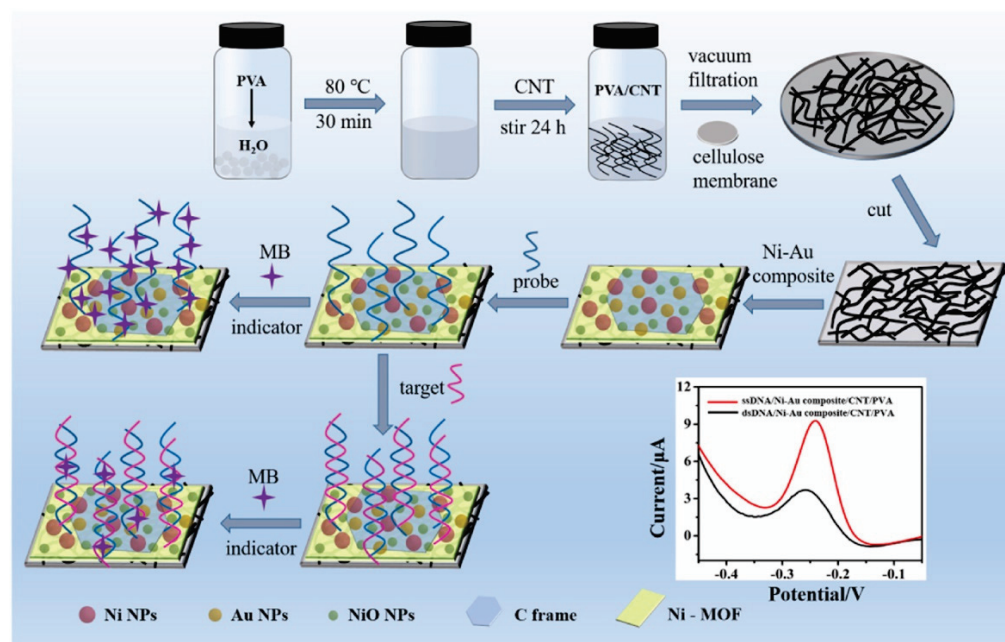 PVA
H₂O
80 °C
30 min
CNT
stir 24 h
PVA/CNT
vacuum
filtration
cellulose
membrane
cut
MB
indicator
probe
Ni-Au
composite
target
MB
indicator
12
9
6
3
0
Current/μA
ssDNA/Ni-Au composite/CNT/PVA
dsDNA/Ni-Au composite/CNT/PVA
-0.4
-0.3
-0.2
-0.1
Potential/V
Ni NPs
Au NPs
NiO NPs
C frame
Ni - MOF